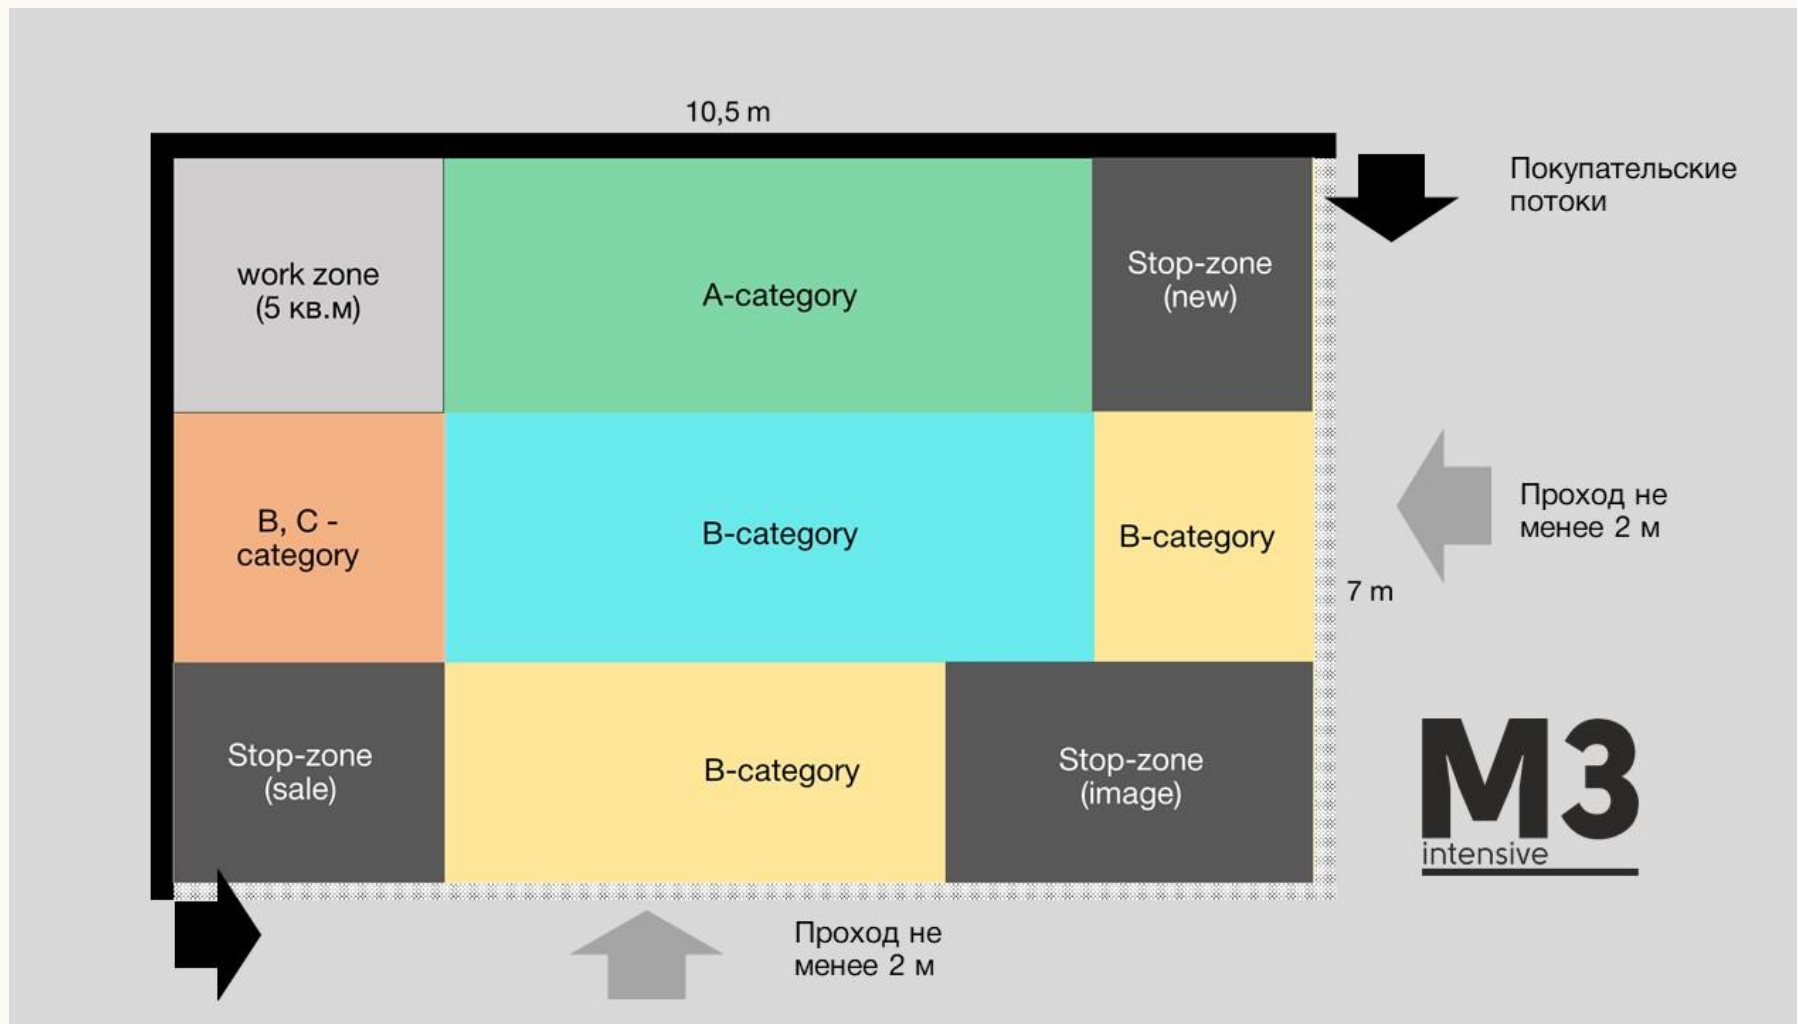 10,5 m
Покупательские
потоки
work zone
(5 кв.м)
A-category
Stop-zone
(new)
B, C -
category
B-category
B-category
Проход не
менее 2 м
7 m
Stop-zone
(sale)
B-category
Stop-zone
(image)
M3
intensive
Проход не
менее 2 м